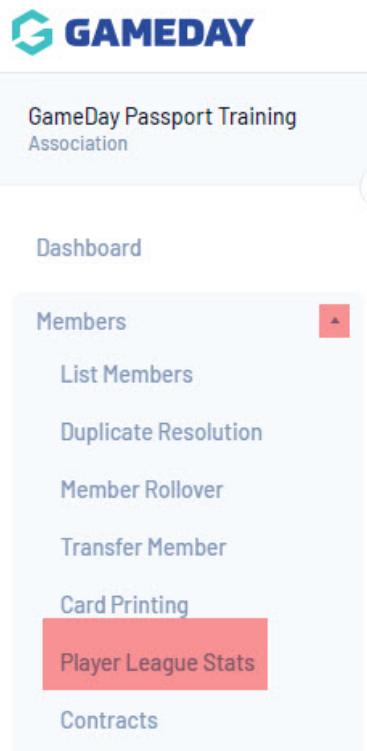 GAMEDAY
GameDay Passport Training
Association
Dashboard
Members
List Members
Duplicate Resolution
Member Rollover
Transfer Member
Card Printing
Player League Stats
Contracts